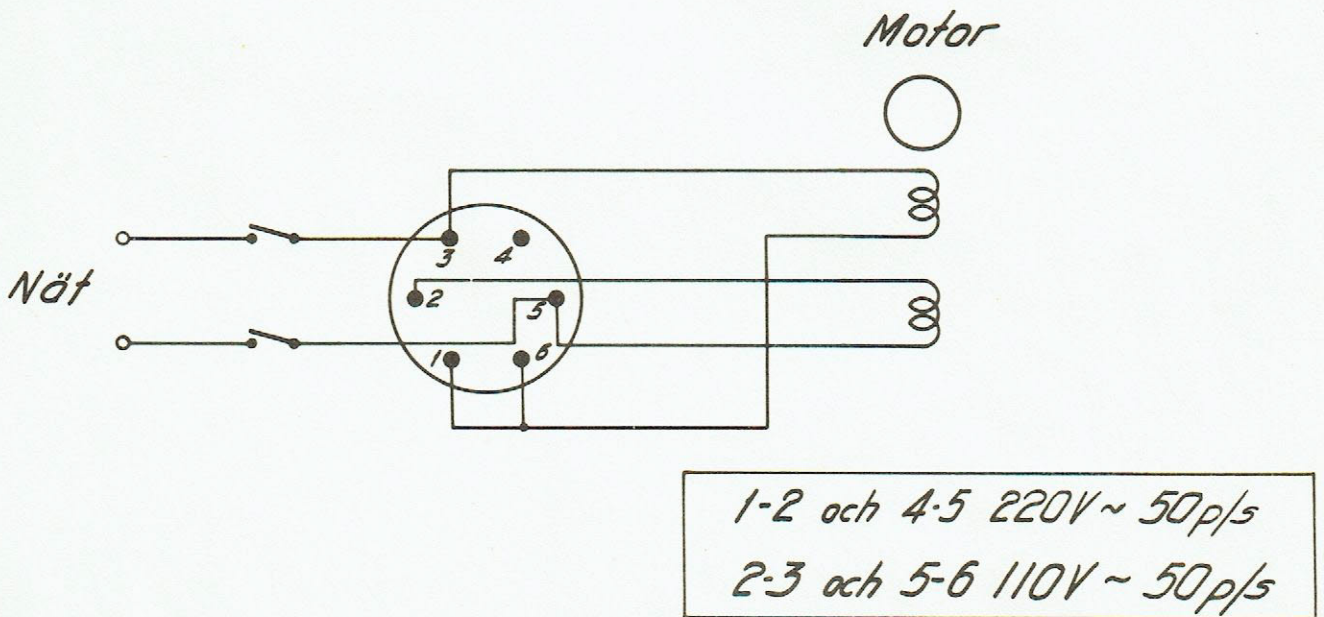 Motor
Nät
3 4
2 5
1 6
1-2 och 4-5 220V ~ 50p/s
2-3 och 5-6 110V ~ 50p/s